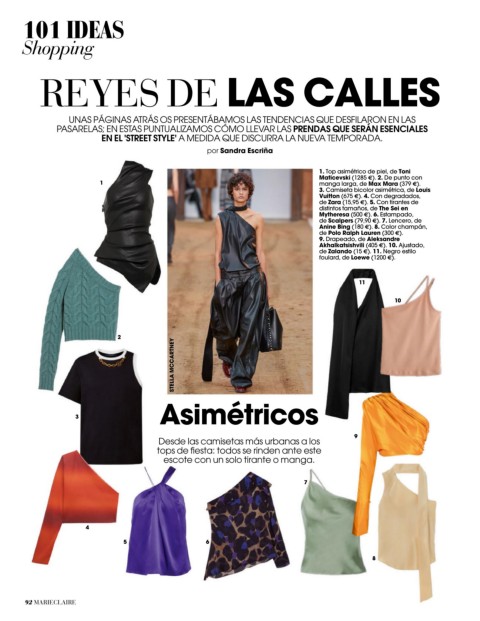 101 IDEAS
Shopping
REYES DE LAS CALLES
UNAS PÁGINAS ATRÁS OS PRESENTÁBAMOS LAS TENDENCIAS QUE DESFILARON EN LAS
PASARELAS; EN ESTAS PUNTUALIZAMOS CÓMO LLEVAR LAS PRENDAS QUE SERÁN ESENCIALES
EN EL 'STREET STYLE' A MEDIDA QUE DISCURRA LA NUEVA TEMPORADA.
por Sandra Escriña
1. Top asimétrico de piel, de Toni
Maticevski (1285 €). 2. De punto con
manga larga, de Max Mara (379 €).
3. Camiseta bicolor asimétrica, de Louis
Vuitton (675 €). 4. Con degradados,
de Zara (15,95 €). 5. Con tirantes de
distintos tamaños, de The Sei en
Mytheresa (500 €). 6. Estampado,
de Scalpers (79,90 €). 7. Lencero, de
Anine Bing (180 €). 8. Color champán,
de Polo Ralph Lauren (300 €).
9. Drapeado, de Aleksandre
Akhalkatsishvili (405 €). 10. Ajustado,
de Zalando (15 €). 11. Negro estilo
foulard, de Loewe (1200 €).
1
2
3
4
5
6
7
8
9
10
11
STELLA MCCARTNEY
Asimétricos
Desde las camisetas más urbanas a los
tops de fiesta: todos se rinden ante este
escote con un solo tirante o manga.
92 MARIECLAIRE